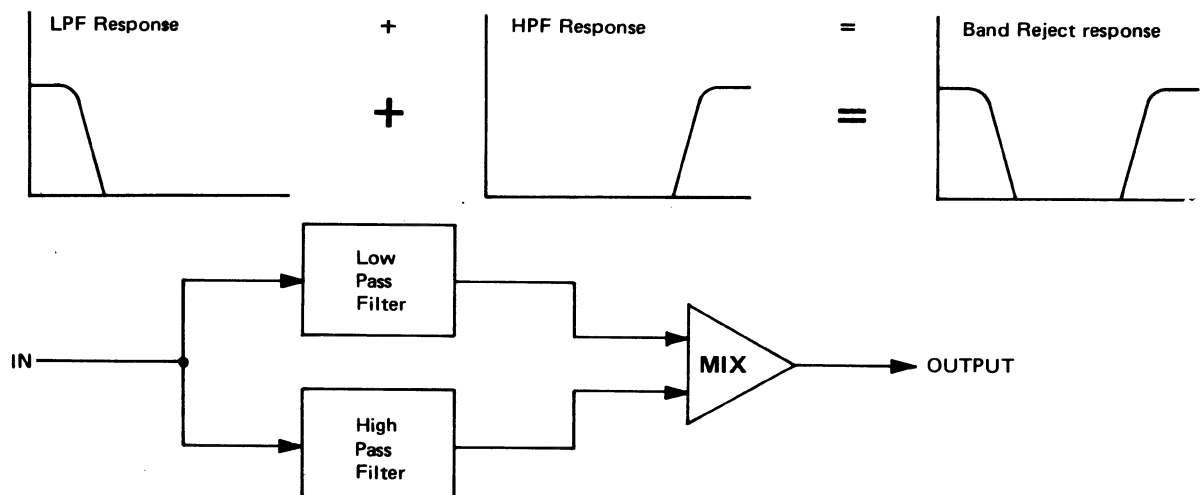 LPF Response + HPF Response = Band Reject response
+ =
Low
Pass
Filter
IN
MIX
OUTPUT
High
Pass
Filter